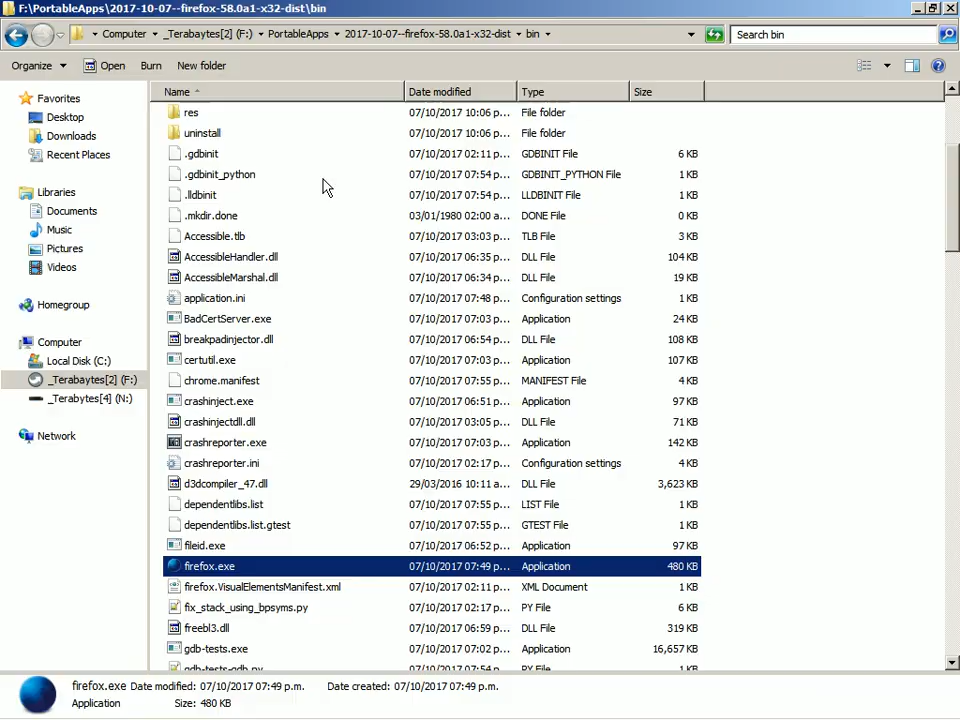 F:\PortableApps\2017-10-07--firefox-58.0a1-x32-dist\bin
Computer _Terabaytes[2] (F:) PortableApps 2017-10-07--firefox-58.0a1-x32-dist bin Search bin
Organize Open Burn New folder
Favorites
Desktop
Downloads
Recent Places
Libraries
Documents
Music
Pictures
Videos
Homegroup
Computer
Local Disk (C:)
_Terabaytes[2] (F:)
_Terabytes[4] (N:)
Network
Name Date modified Type Size
res 07/10/2017 10:06 p... File folder
uninstall 07/10/2017 10:06 p... File folder
.gdbinit 07/10/2017 02:11 p... GDBINIT File 6 KB
.gdbinit_python 07/10/2017 07:54 p... GDBINIT_PYTHON File 1 KB
.lldbinit 07/10/2017 07:54 p... LLDBINIT File 1 KB
.mkdir.done 03/01/1980 02:00 a... DONE File 0 KB
Accessible.tlb 07/10/2017 03:03 p... TLB File 3 KB
AccessibleHandler.dll 07/10/2017 06:35 p... DLL File 104 KB
AccessibleMarshal.dll 07/10/2017 06:34 p... DLL File 19 KB
application.ini 07/10/2017 07:48 p... Configuration settings 1 KB
BadCertServer.exe 07/10/2017 07:03 p... Application 24 KB
breakpadinjector.dll 07/10/2017 06:54 p... DLL File 108 KB
certutil.exe 07/10/2017 07:03 p... Application 107 KB
chrome.manifest 07/10/2017 07:55 p... MANIFEST File 4 KB
crashinject.exe 07/10/2017 06:51 p... Application 97 KB
crashinjectdll.dll 07/10/2017 03:05 p... DLL File 71 KB
crashreporter.exe 07/10/2017 07:03 p... Application 142 KB
crashreporter.ini 07/10/2017 02:17 p... Configuration settings 4 KB
d3dcompiler_47.dll 29/03/2016 10:11 a... DLL File 3,623 KB
dependentlibs.list 07/10/2017 07:55 p... LIST File 1 KB
dependentlibs.list.gtest 07/10/2017 07:55 p... GTEST File 1 KB
fileid.exe 07/10/2017 06:52 p... Application 97 KB
firefox.exe 07/10/2017 07:49 p... Application 480 KB
firefox.VisualElementsManifest.xml 07/10/2017 02:11 p... XML Document 1 KB
fix_stack_using_bpsyms.py 07/10/2017 02:17 p... PY File 6 KB
freebl3.dll 07/10/2017 06:59 p... DLL File 319 KB
gdb-tests.exe 07/10/2017 07:02 p... Application 16,657 KB
gdb-tests-gdb.py 07/10/2017 07:54 p... PY File 1 KB
firefox.exe Date modified: 07/10/2017 07:49 p.m. Date created: 07/10/2017 07:49 p.m.
Application Size: 480 KB